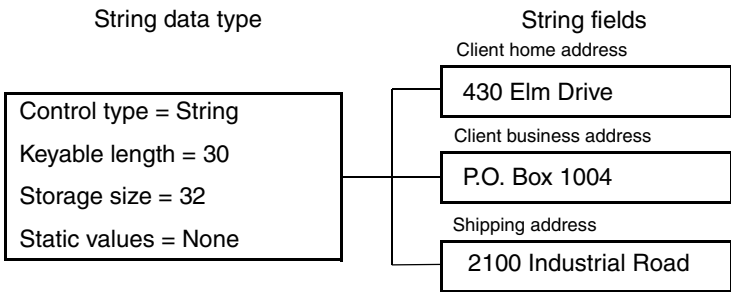 String data type
String fields
Client home address
430 Elm Drive
Control type = String
Keyable length = 30
Storage size = 32
Static values = None
Client business address
P.O. Box 1004
Shipping address
2100 Industrial Road